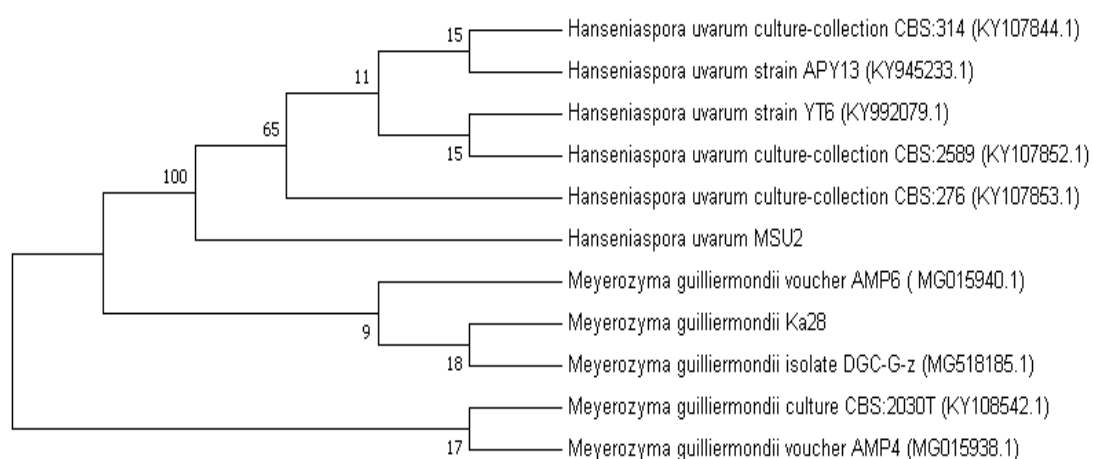 15
Hanseniaspora uvarum culture-collection CBS:314 (KY107844.1)
Hanseniaspora uvarum strain APY13 (KY945233.1)
11
Hanseniaspora uvarum strain YT6 (KY992079.1)
65
15
Hanseniaspora uvarum culture-collection CBS:2589 (KY107852.1)
100
Hanseniaspora uvarum culture-collection CBS:276 (KY107853.1)
Hanseniaspora uvarum MSU2
Meyerozyma guilliermondii voucher AMP6 ( MG015940.1)
9
Meyerozyma guilliermondii Ka28
18
Meyerozyma guilliermondii isolate DGC-G-z (MG518185.1)
Meyerozyma guilliermondii culture CBS:2030T (KY108542.1)
17
Meyerozyma guilliermondii voucher AMP4 (MG015938.1)